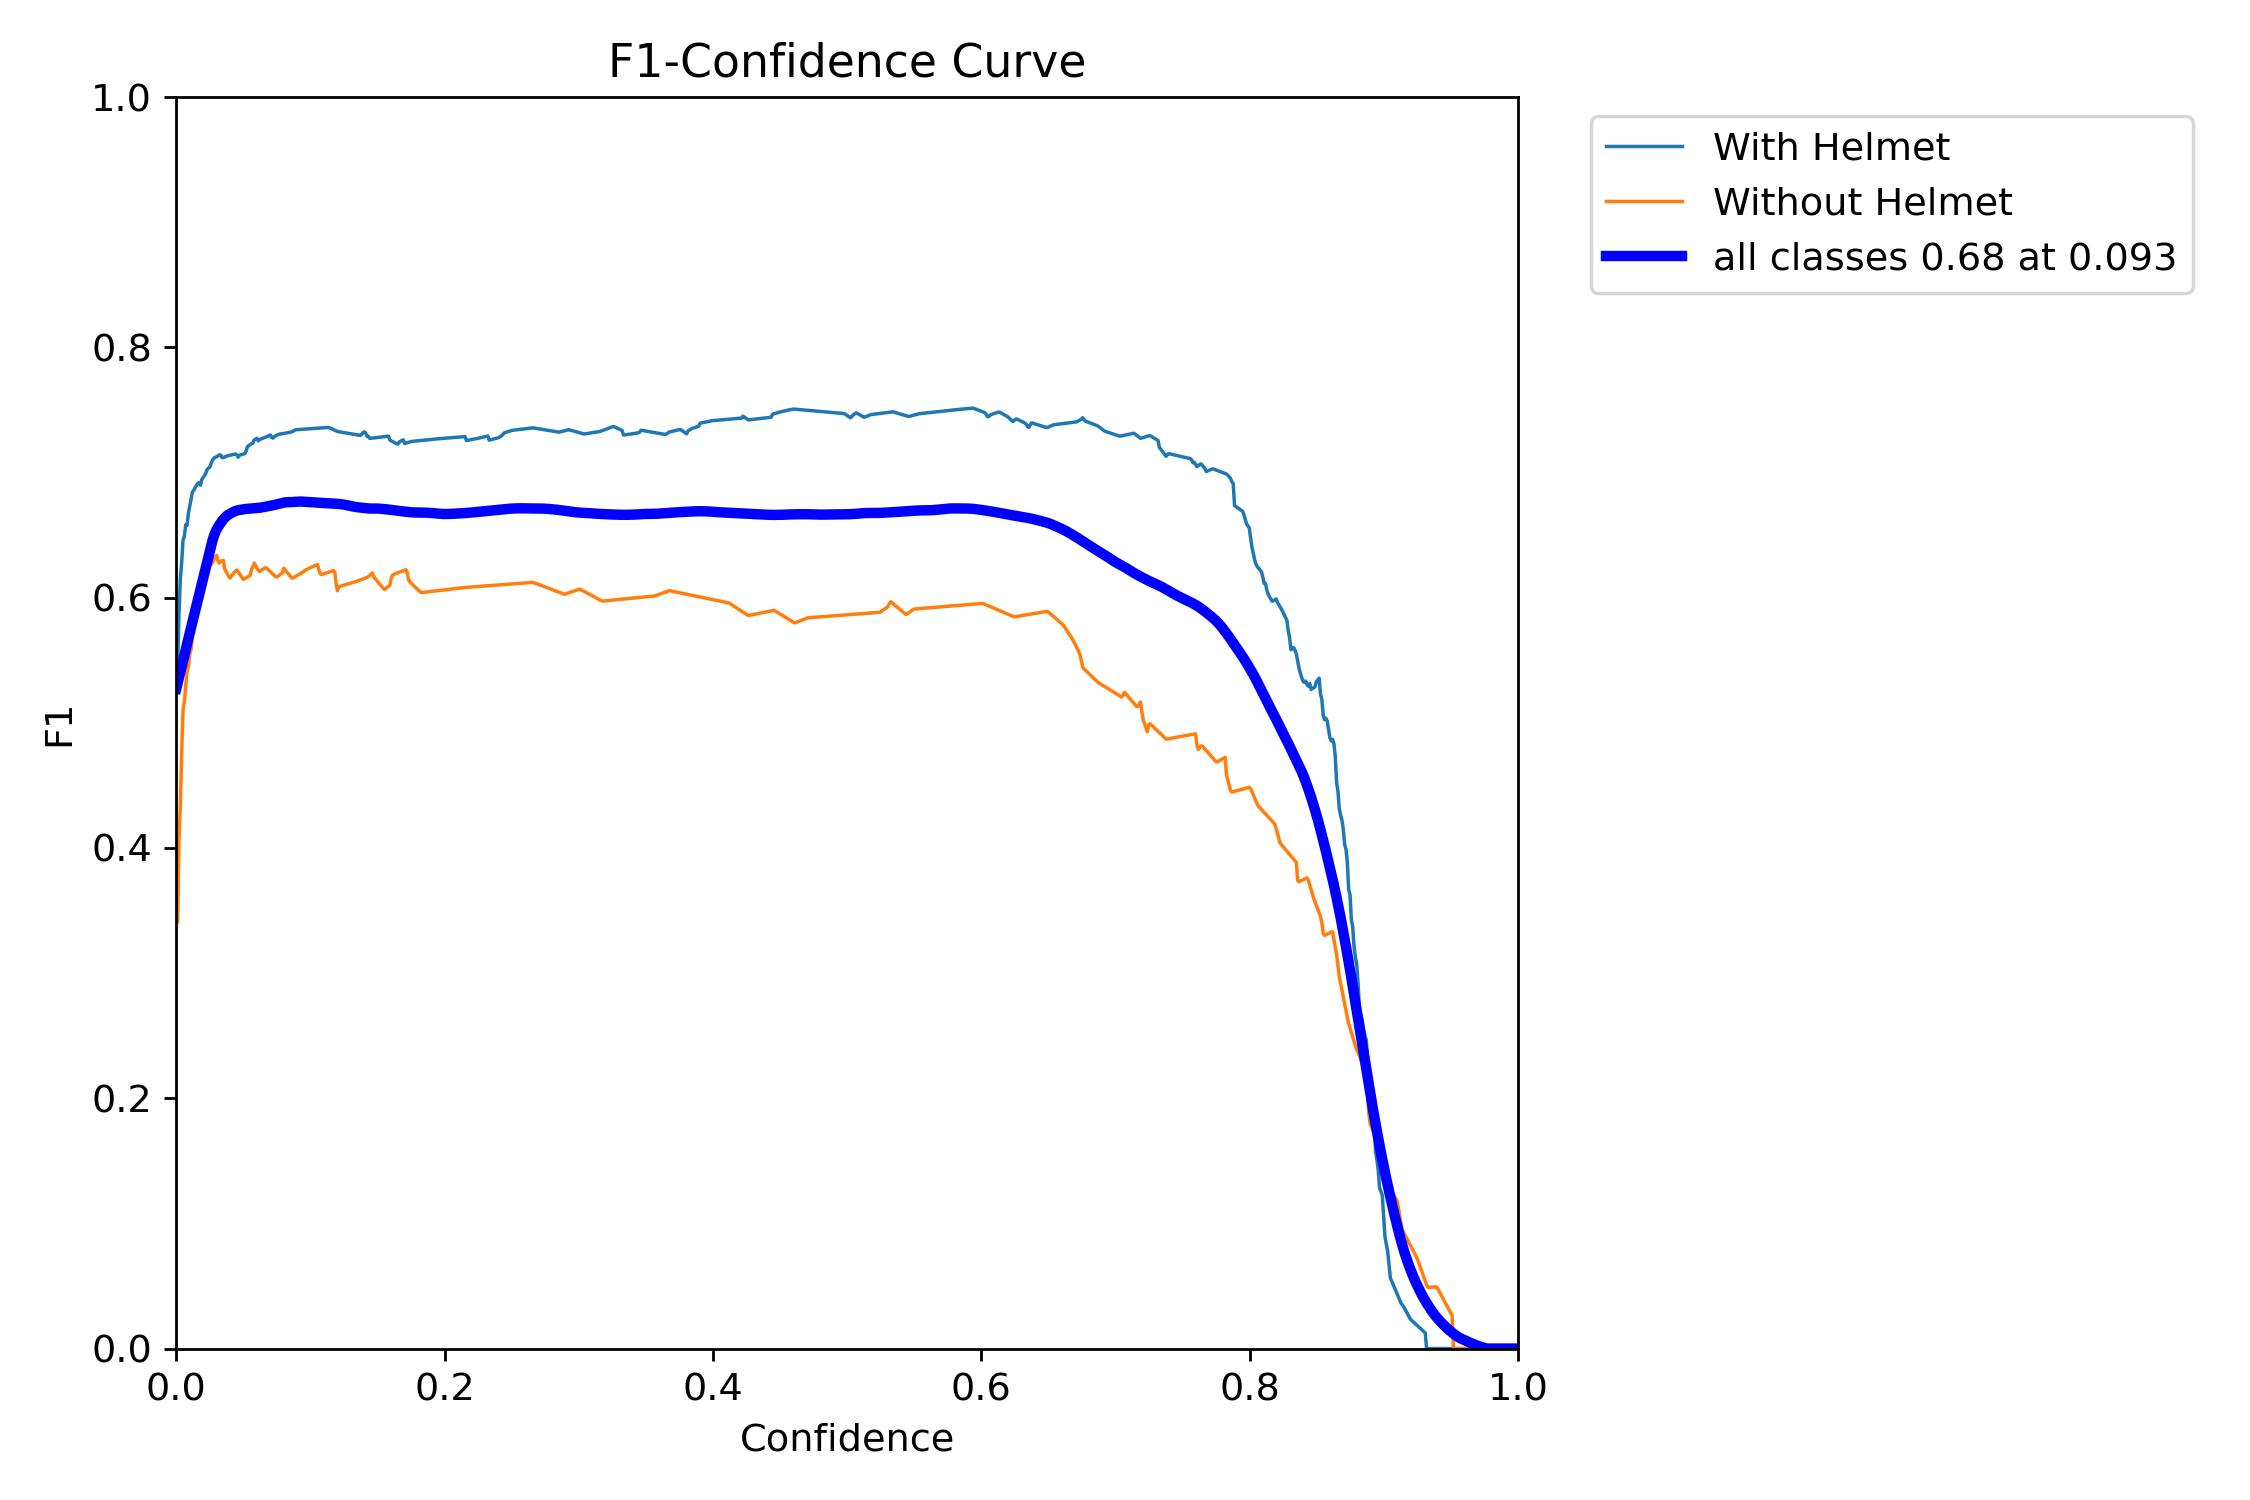 F1-Confidence Curve
1.0
0.8
0.6
0.4
0.2
0.0
F1
0.0 0.2 0.4 0.6 0.8 1.0
Confidence
With Helmet
Without Helmet
all classes 0.68 at 0.093